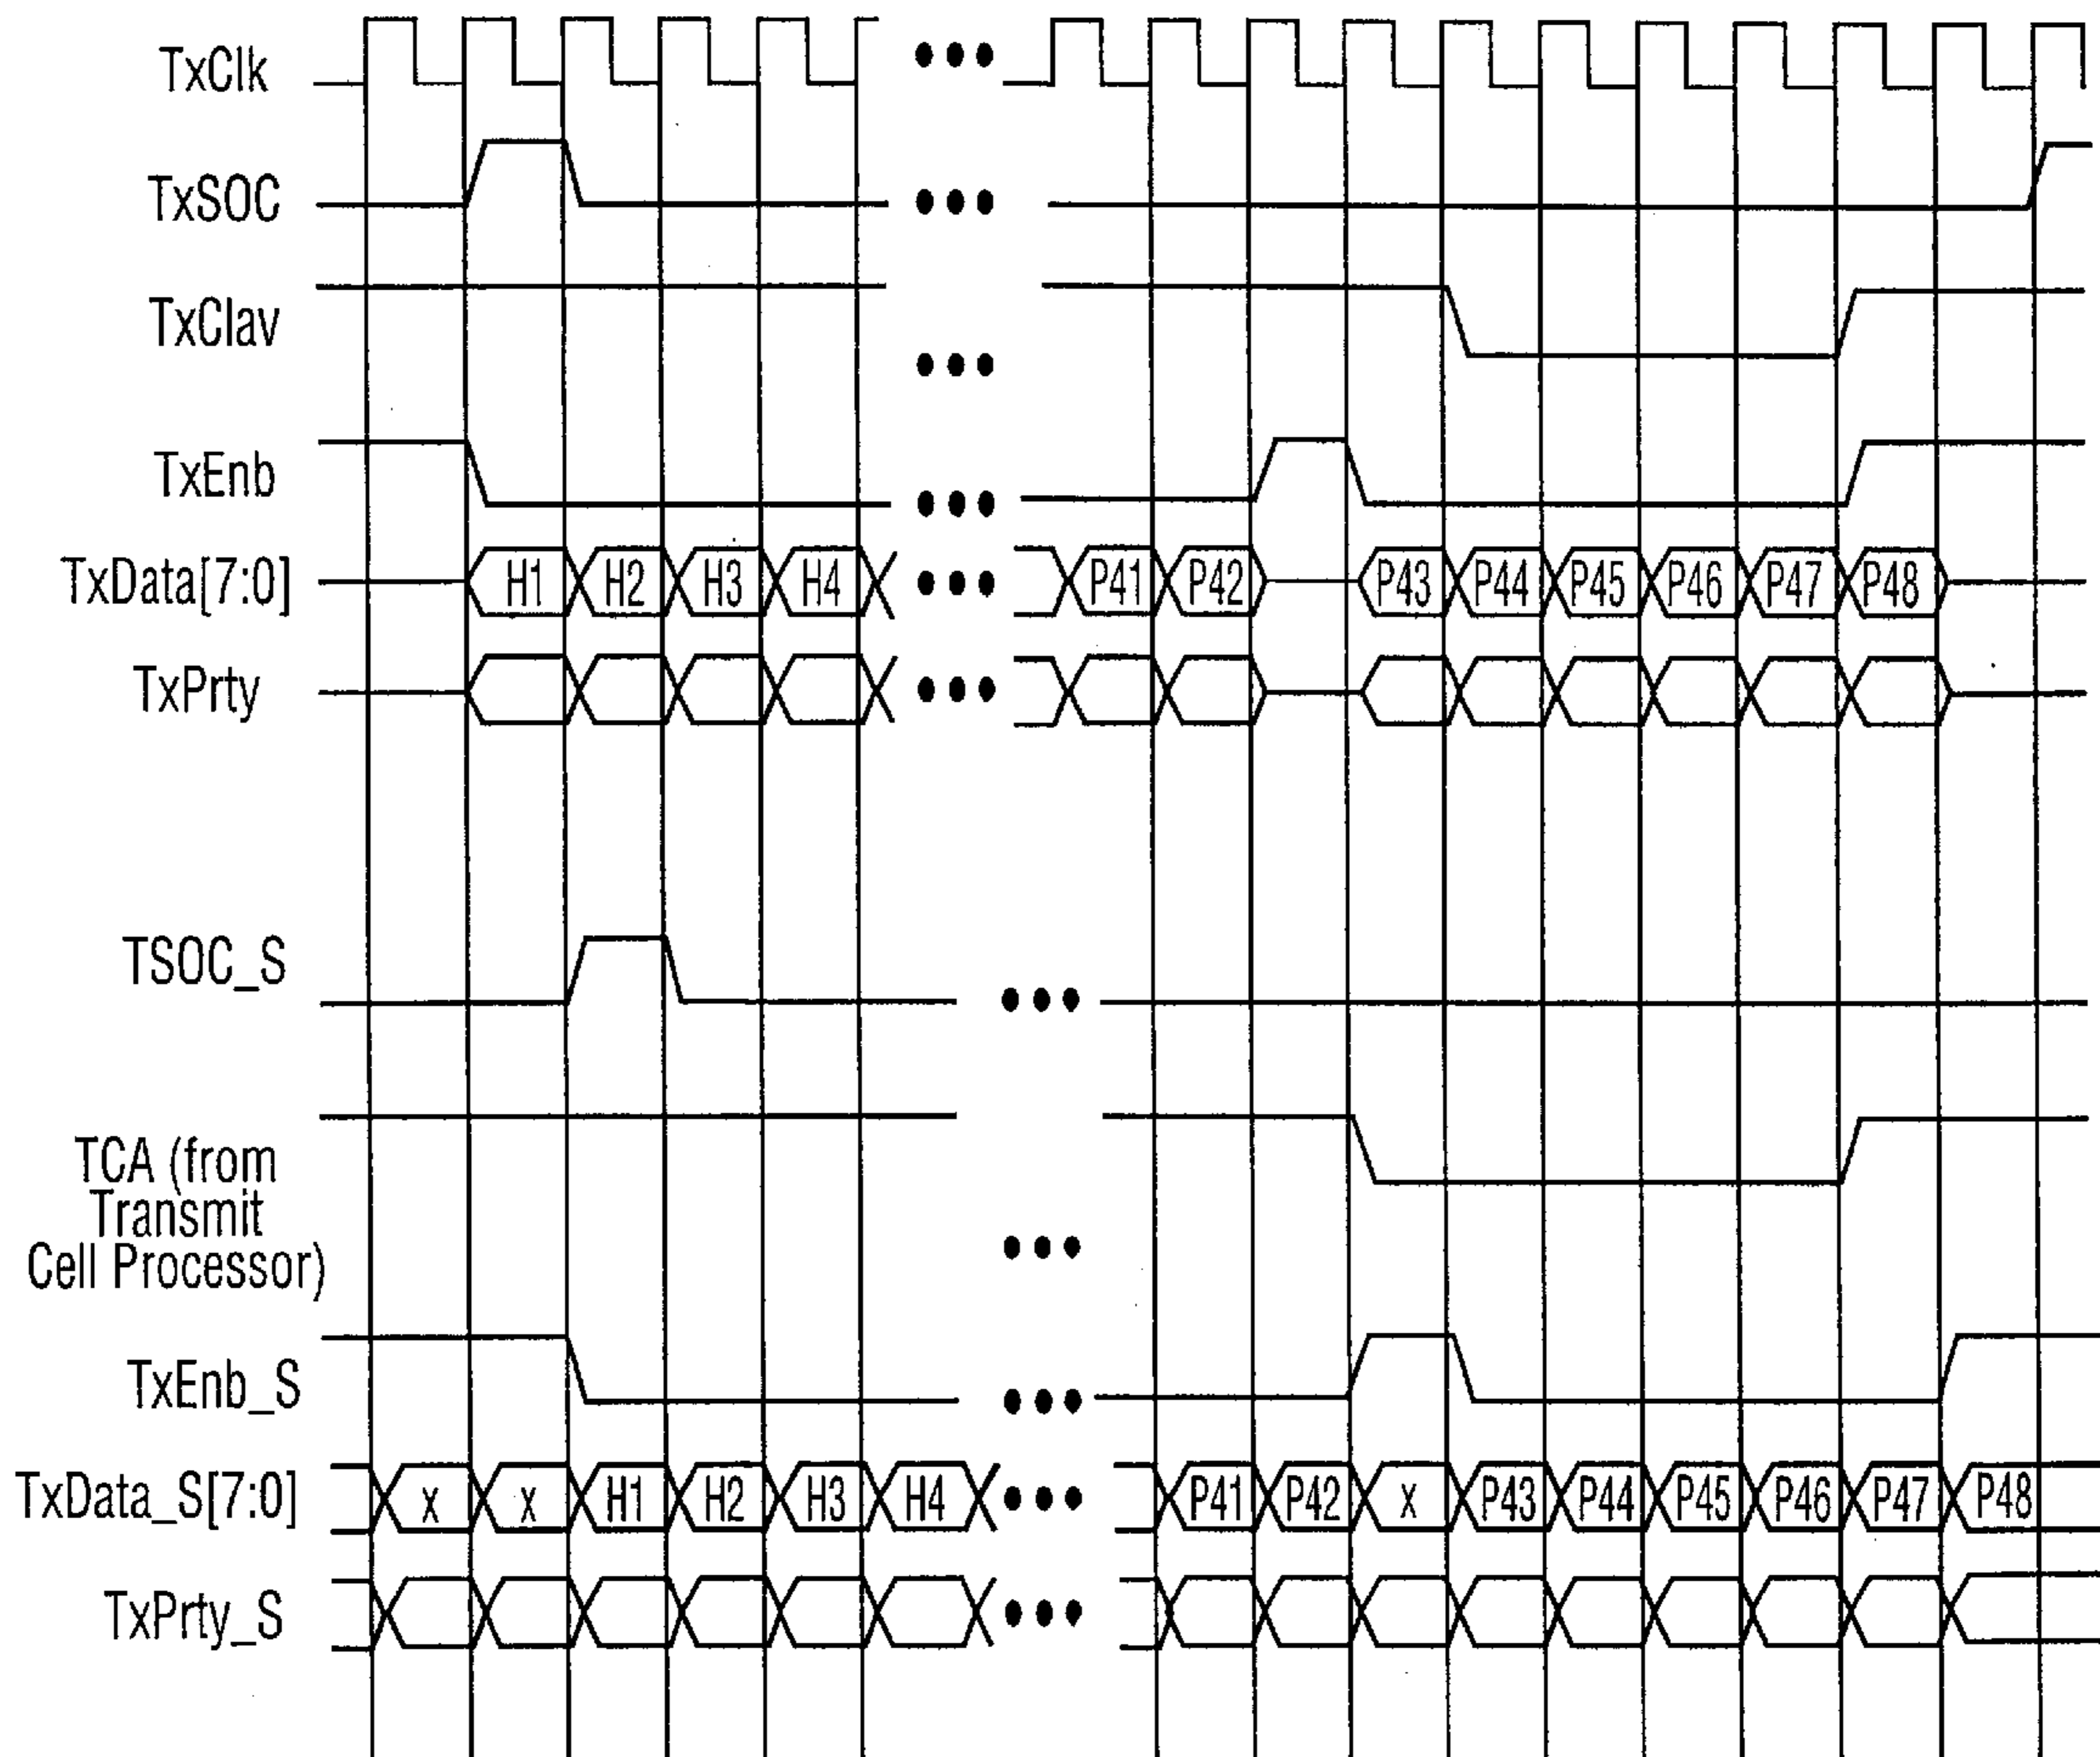 TxClk
TxSOC
TxClav
TxEnb
TxData[7:0] H1 H2 H3 H4 P41 P42 P43 P44 P45 P46 P47 P48
TxPrty
TSOC_S
TCA (from
Transmit
Cell Processor)
TxEnb_S
TxData_S[7:0] x x H1 H2 H3 H4 P41 P42 x P43 P44 P45 P46 P47 P48
TxPrty_S